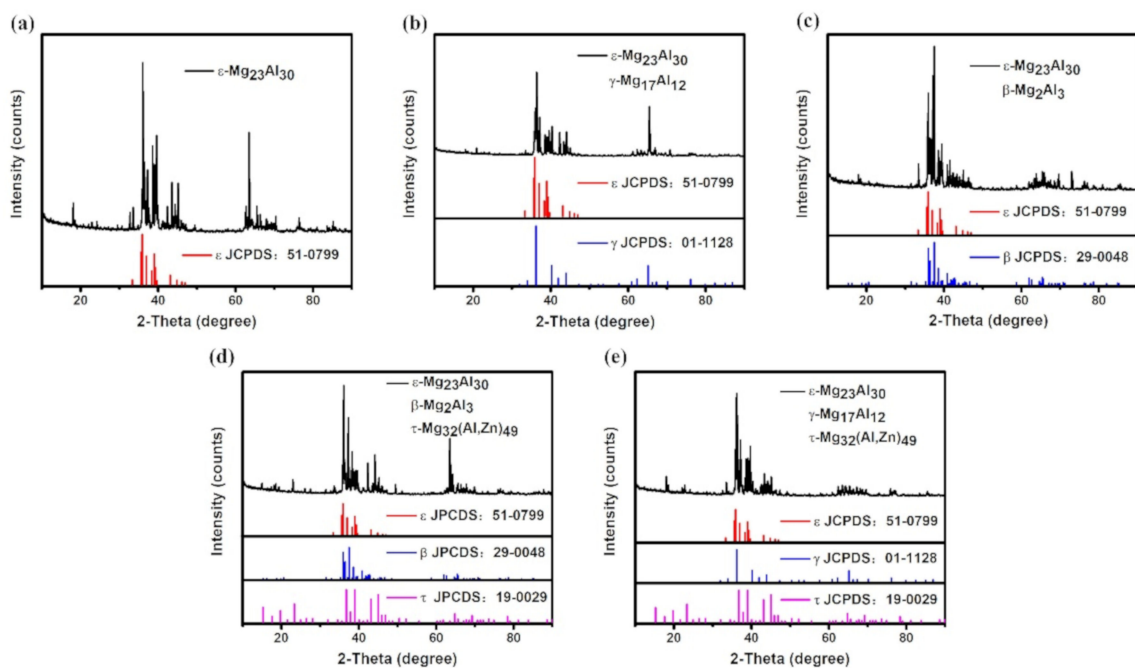 (a)
Intensity (counts)
ε-Mg23Al30
ε JCPDS: 51-0799
20 40 60 80
2-Theta (degree)
(b)
Intensity (counts)
ε-Mg23Al30
γ-Mg17Al12
ε JCPDS: 51-0799
γ JCPDS: 01-1128
20 40 60 80
2-Theta (degree)
(c)
Intensity (counts)
ε-Mg23Al30
β-Mg2Al3
ε JCPDS: 51-0799
β JCPDS: 29-0048
20 40 60 80
2-Theta (degree)
(d)
Intensity (counts)
ε-Mg23Al30
β-Mg2Al3
τ-Mg32(Al,Zn)49
ε JPCDS: 51-0799
β JPCDS: 29-0048
τ JPCDS: 19-0029
20 40 60 80
2-Theta (degree)
(e)
Intensity (counts)
ε-Mg23Al30
γ-Mg17Al12
τ-Mg32(Al,Zn)49
ε JCPDS: 51-0799
γ JCPDS: 01-1128
τ JCPDS: 19-0029
20 40 60 80
2-Theta (degree)